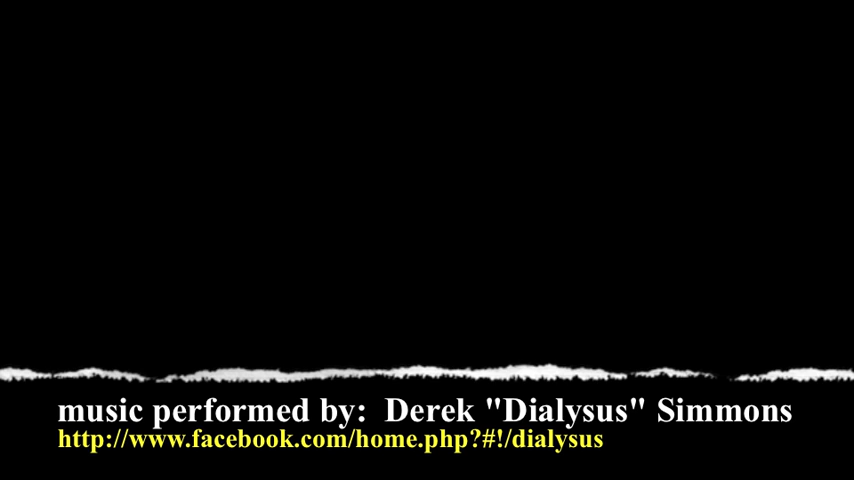 music performed by:  Derek "Dialysus" Simmons
http://www.facebook.com/home.php?#!/dialysus